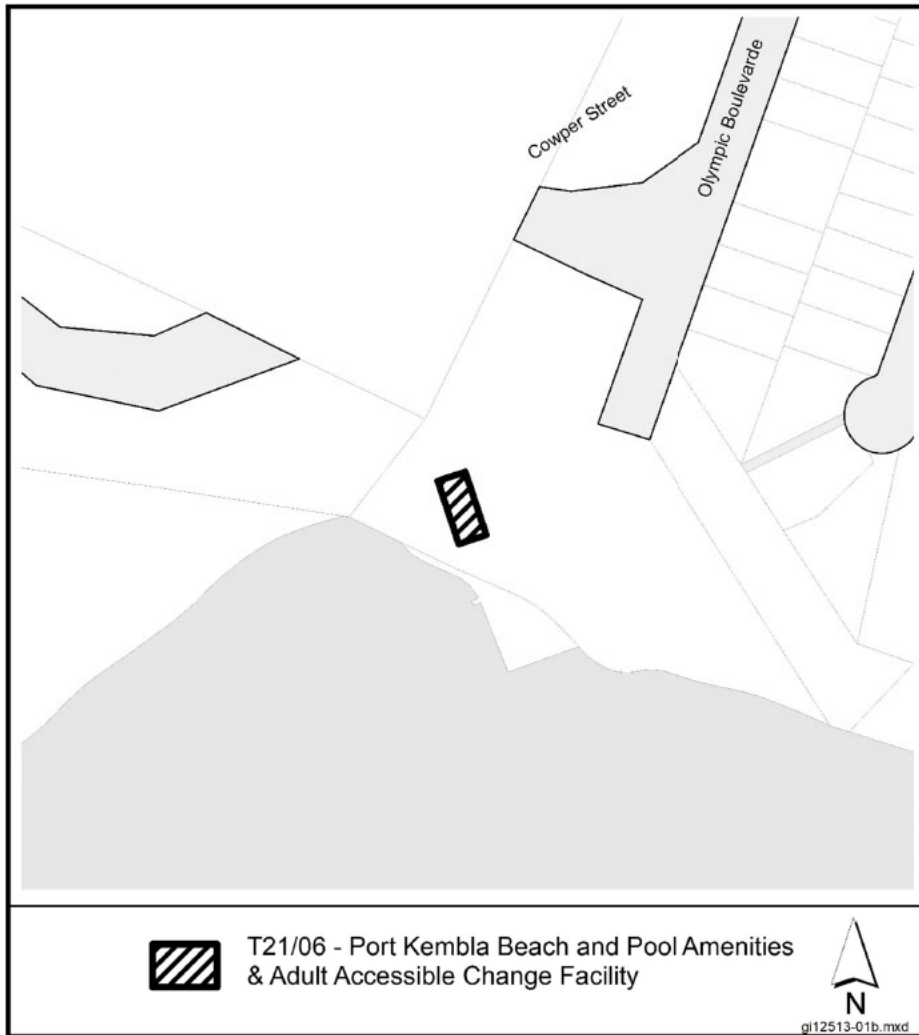 Cowper Street
Olympic Boulevarde
T21/06 - Port Kembla Beach and Pool Amenities
& Adult Accessible Change Facility
N
gi12513-01b.mxd